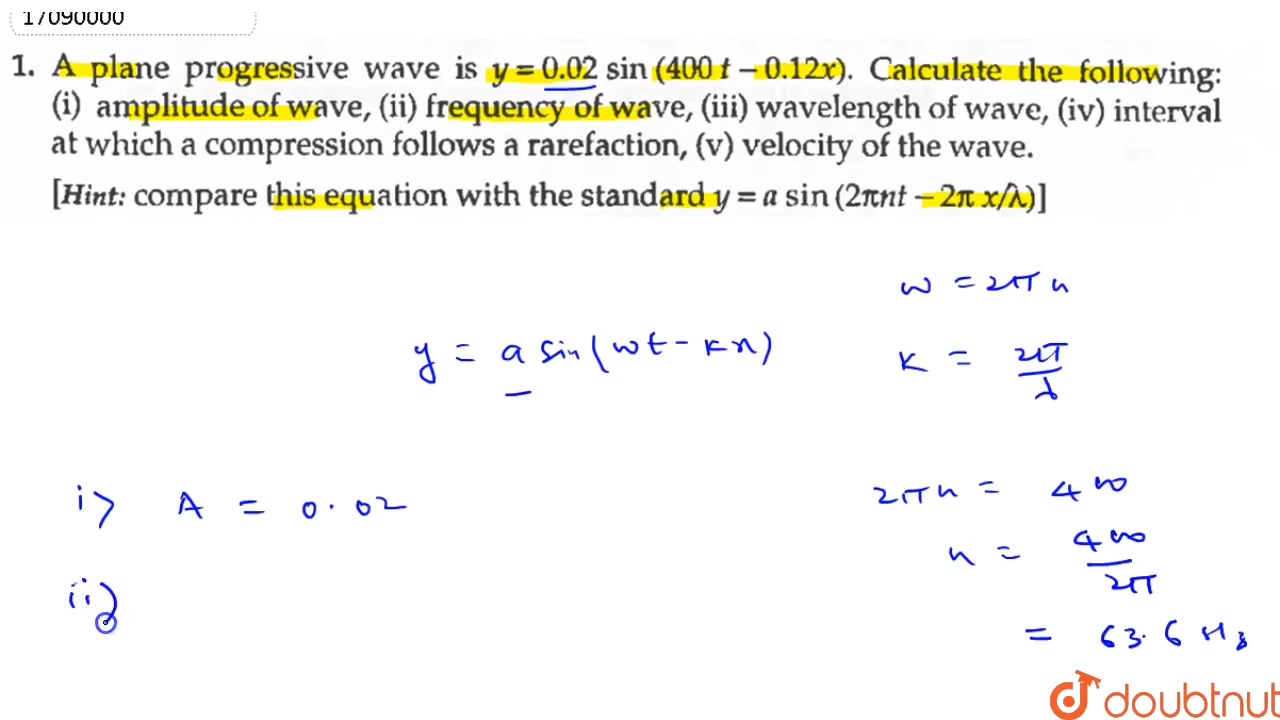 17090000
1. A plane progressive wave is y = 0.02 sin (400 t – 0.12x). Calculate the following:
(i) amplitude of wave, (ii) frequency of wave, (iii) wavelength of wave, (iv) interval
at which a compression follows a rarefaction, (v) velocity of the wave.
[Hint: compare this equation with the standard y = a sin (2πnt – 2π x/λ)]
ω = 2π n
y = a sin(ωt - kx)
k = 2π/λ
i) A = 0.02
2πn = 400
n = 400/2π
ii)
= 63.6 Hz
doubtnut